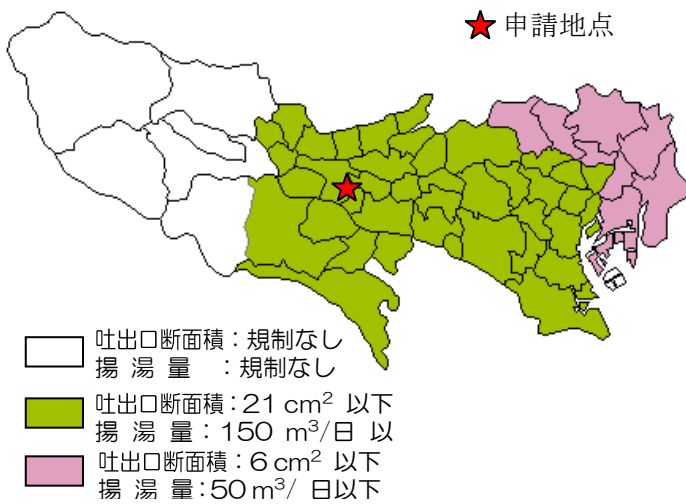 ★ 申請地点
吐出口断面積：規制なし
揚 湯 量 ：規制なし
吐出口断面積：21 cm² 以下
揚 湯 量：150 m³/日 以
吐出口断面積：6 cm² 以下
揚 湯 量：50 m³/ 日以下